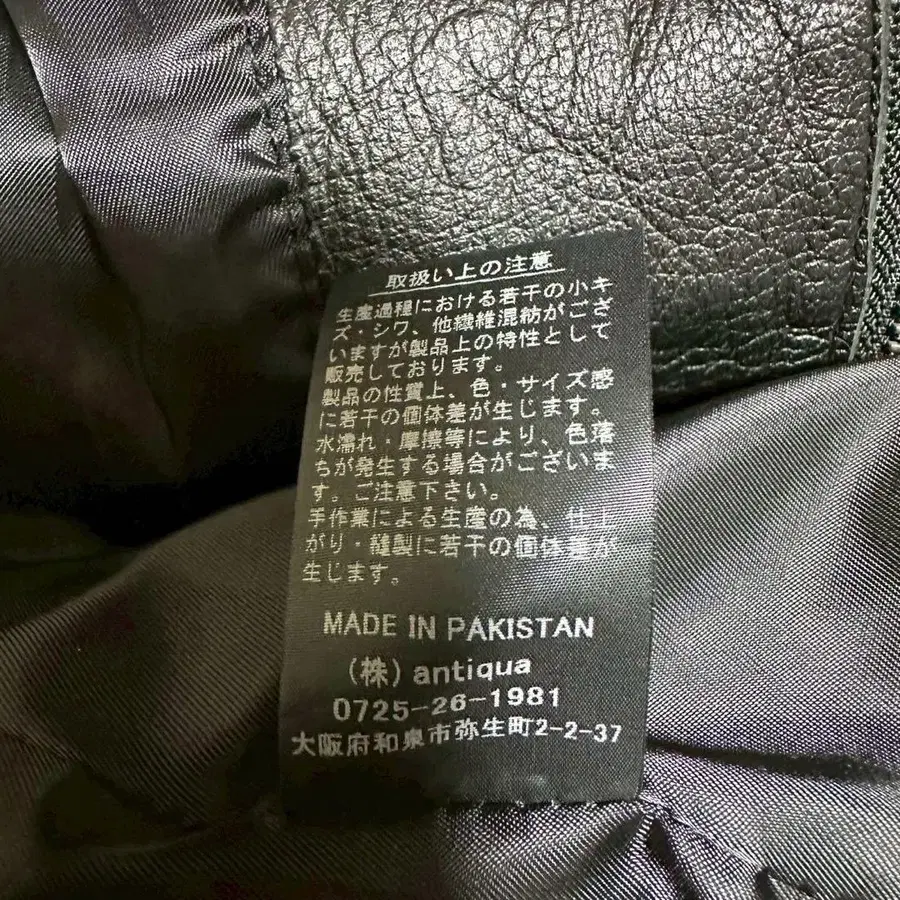 取扱い上の注意
生産過程における若干の小キ
ズ・シワ、他繊維混紡がござ
いますが製品上の特性として
販売しております。
製品の性質上、色・サイズ感
に若干の個体差が生じます。
水濡れ・摩擦等により、色落
ちが発生する場合がございま
す。ご注意下さい。
手作業による生産の為、仕上
がり・縫製に若干の個体差が
生じます。
MADE IN PAKISTAN
(株) antiqua
0725-26-1981
大阪府和泉市弥生町2-2-37